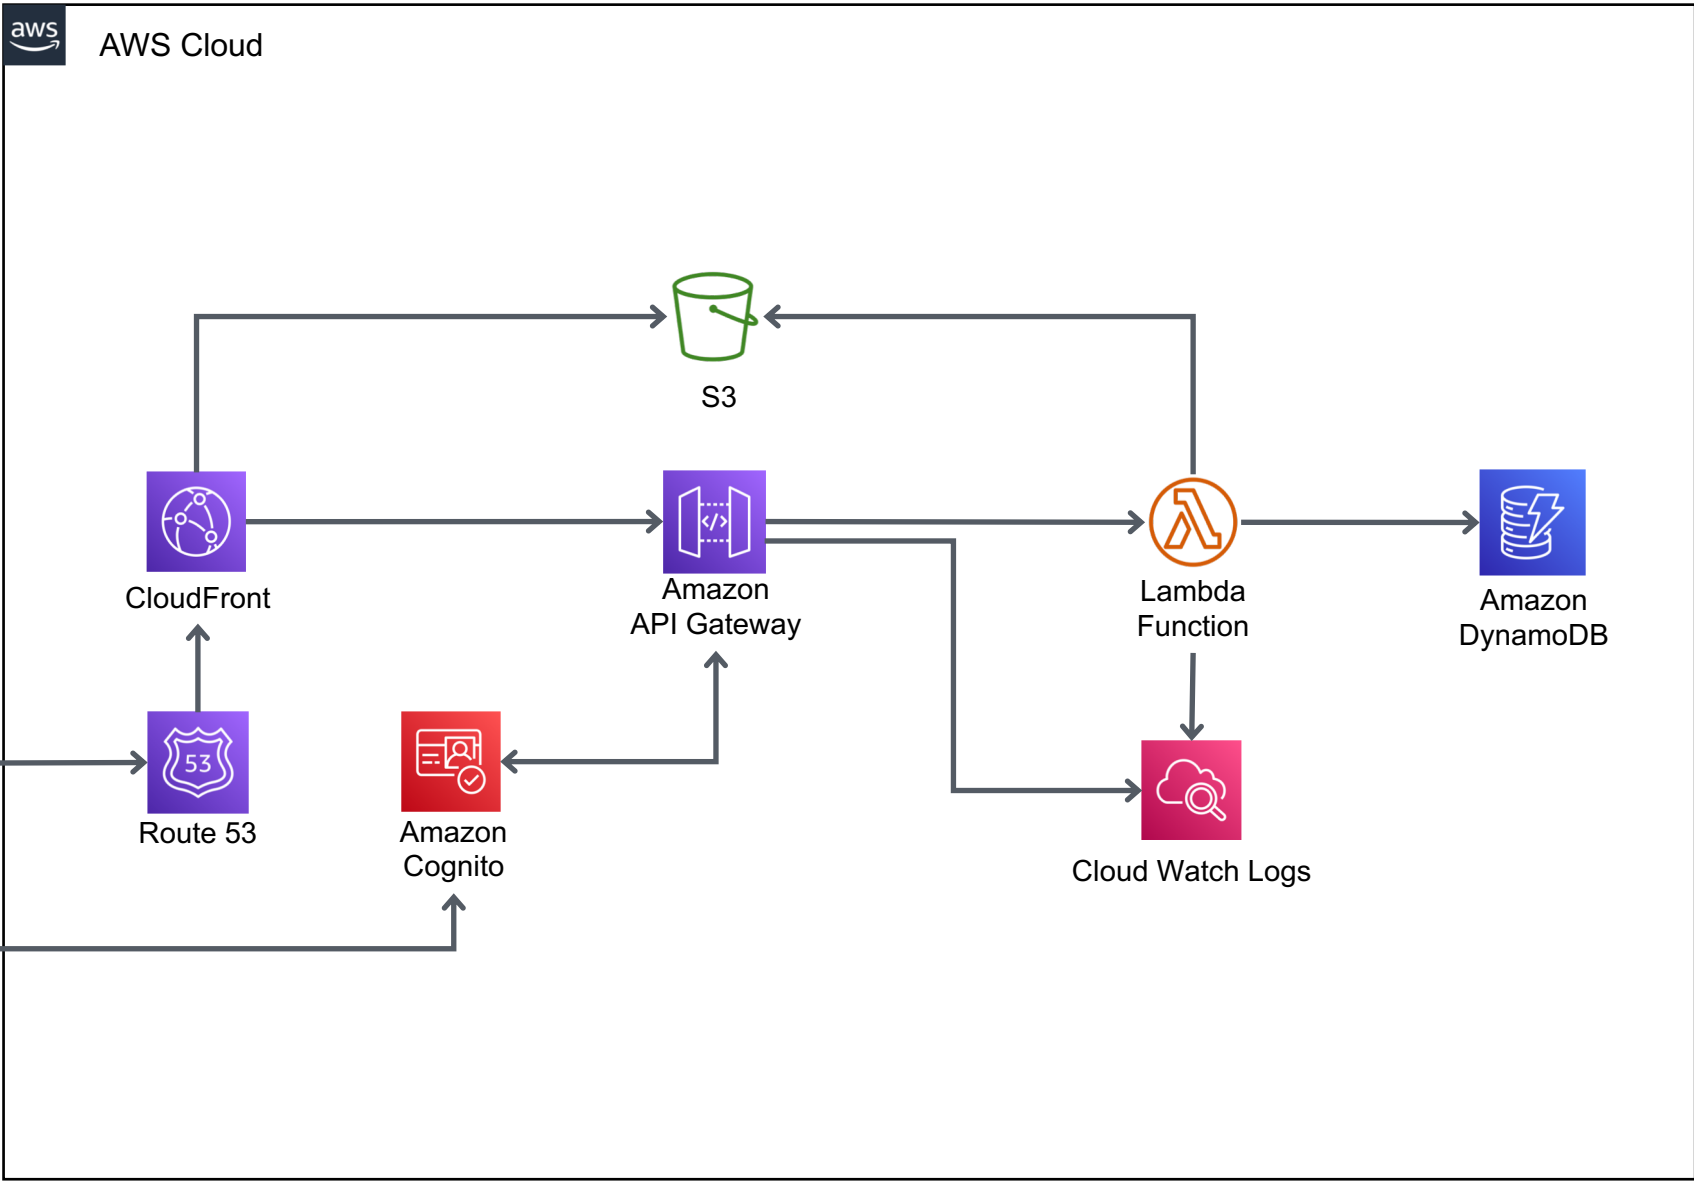 aws
AWS Cloud
S3
</>
CloudFront
Amazon
API Gateway
Lambda
Function
Amazon
DynamoDB
53
Route 53
Amazon
Cognito
Cloud Watch Logs